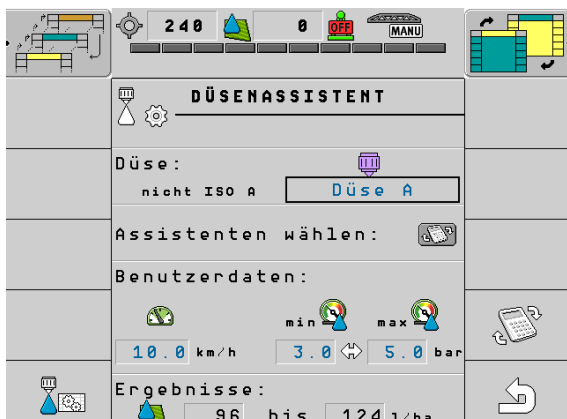 240 0 OFF MANU
DÜSENASSISTENT
Düse:
nicht ISO A Düse A
Assistenten wählen:
Benutzerdaten:
min max
10.0 km/h 3.0 5.0 bar
Ergebnisse:
96 bis 124 l/ha